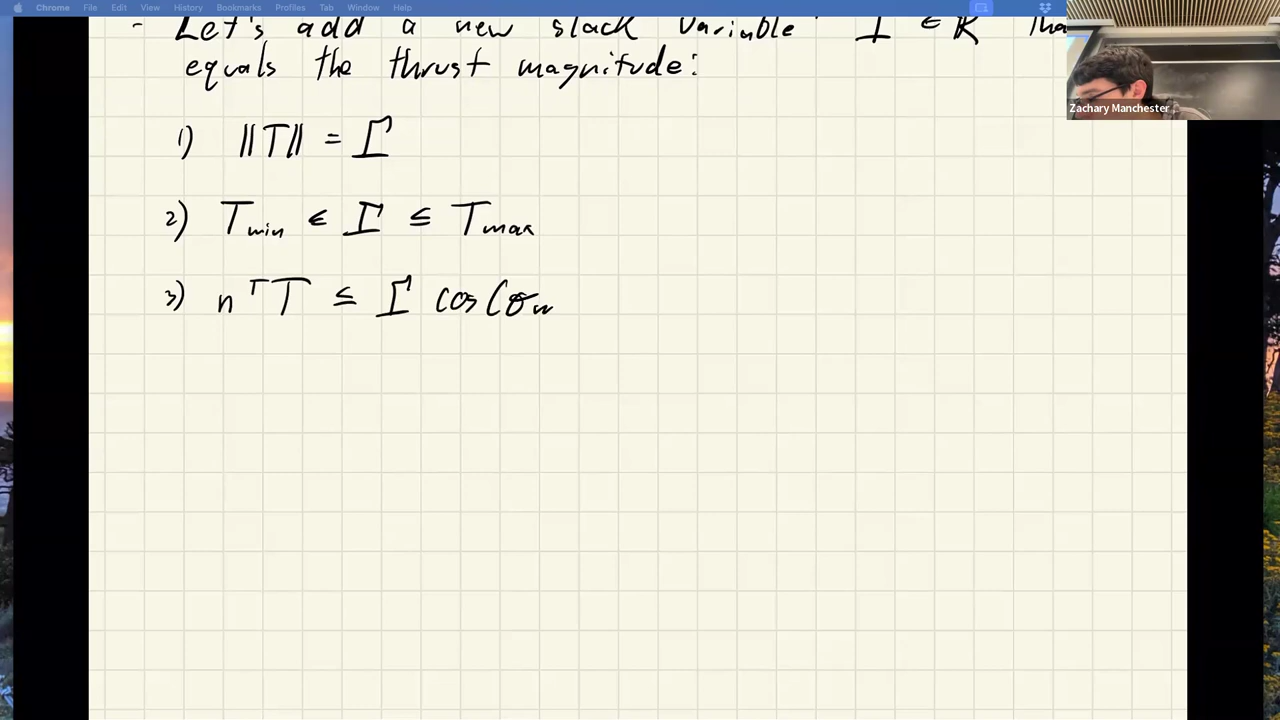 Chrome File Edit View History Bookmarks Profiles Tab Window Help
- Let's add a new slack variable Γ ∈ ℝ
equals the thrust magnitude:
Zachary Manchester
1) ||T|| = Γ
2) Tmin ≤ Γ ≤ Tmax
3) nᵀT ≤ Γ cos(θm